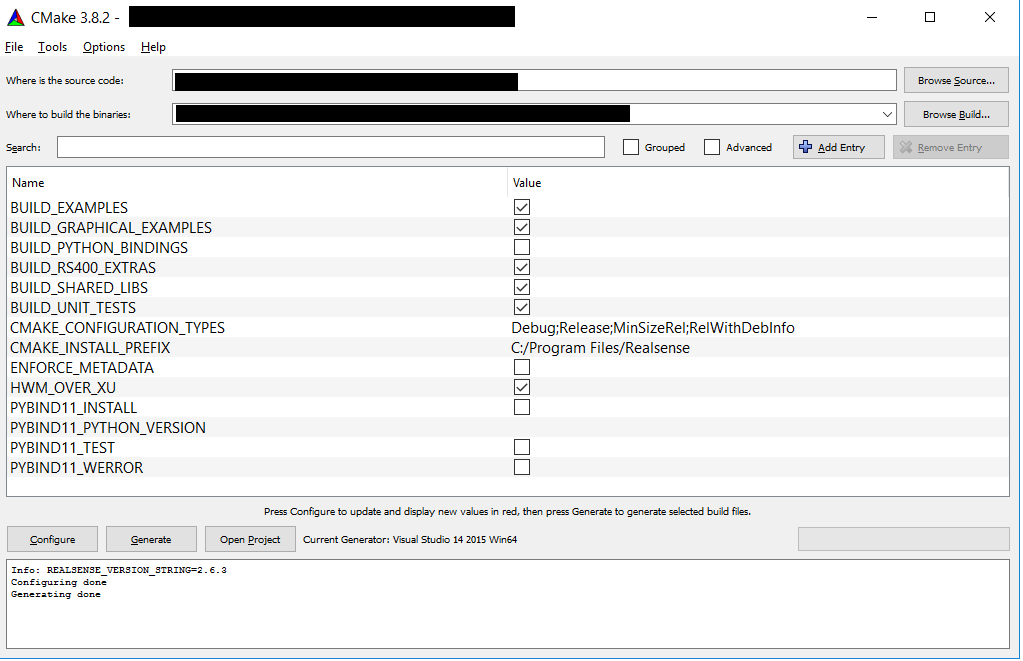 CMake 3.8.2 -
File Tools Options Help
Where is the source code: Browse Source...
Where to build the binaries: Browse Build...
Search: Grouped Advanced Add Entry Remove Entry
Name Value
BUILD_EXAMPLES
BUILD_GRAPHICAL_EXAMPLES
BUILD_PYTHON_BINDINGS
BUILD_RS400_EXTRAS
BUILD_SHARED_LIBS
BUILD_UNIT_TESTS
CMAKE_CONFIGURATION_TYPES Debug;Release;MinSizeRel;RelWithDebInfo
CMAKE_INSTALL_PREFIX C:/Program Files/Realsense
ENFORCE_METADATA
HWM_OVER_XU
PYBIND11_INSTALL
PYBIND11_PYTHON_VERSION
PYBIND11_TEST
PYBIND11_WERROR
Press Configure to update and display new values in red, then press Generate to generate selected build files.
Configure Generate Open Project Current Generator: Visual Studio 14 2015 Win64
Info: REALSENSE_VERSION_STRING=2.6.3
Configuring done
Generating done